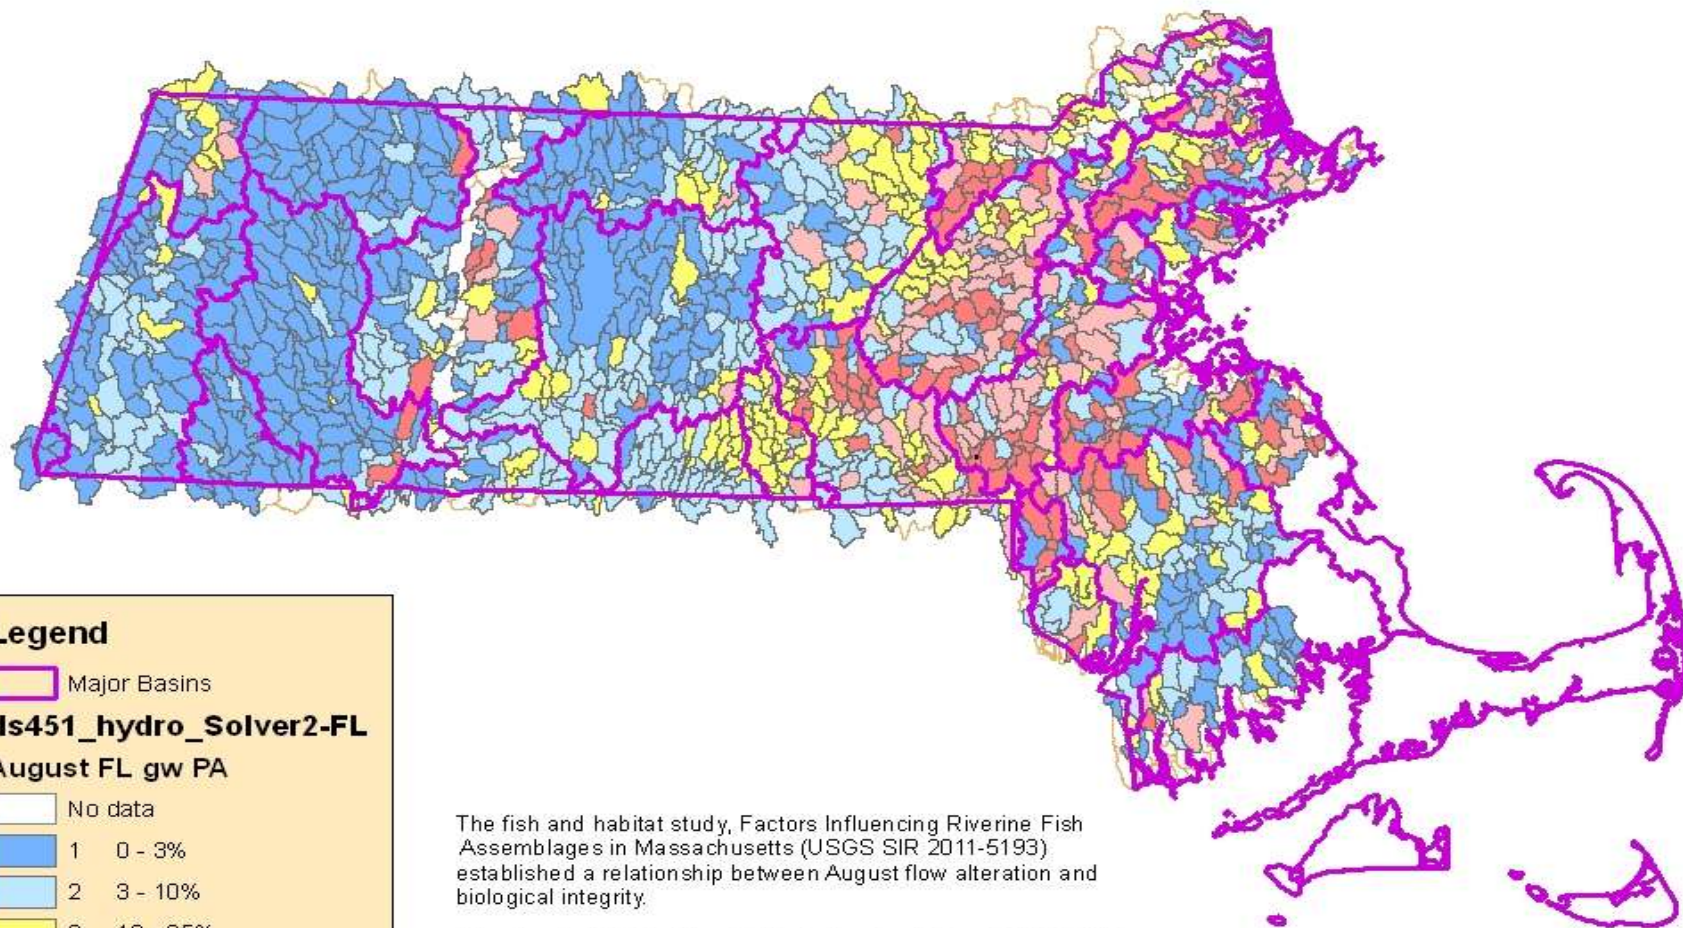 Legend
Major Basins
ls451_hydro_Solver2-FL
August FL gw PA
No data
1 0 - 3%
2 3 - 10%
The fish and habitat study, Factors Influencing Riverine Fish
Assemblages in Massachusetts (USGS SIR 2011-5193)
established a relationship between August flow alteration and
biological integrity.